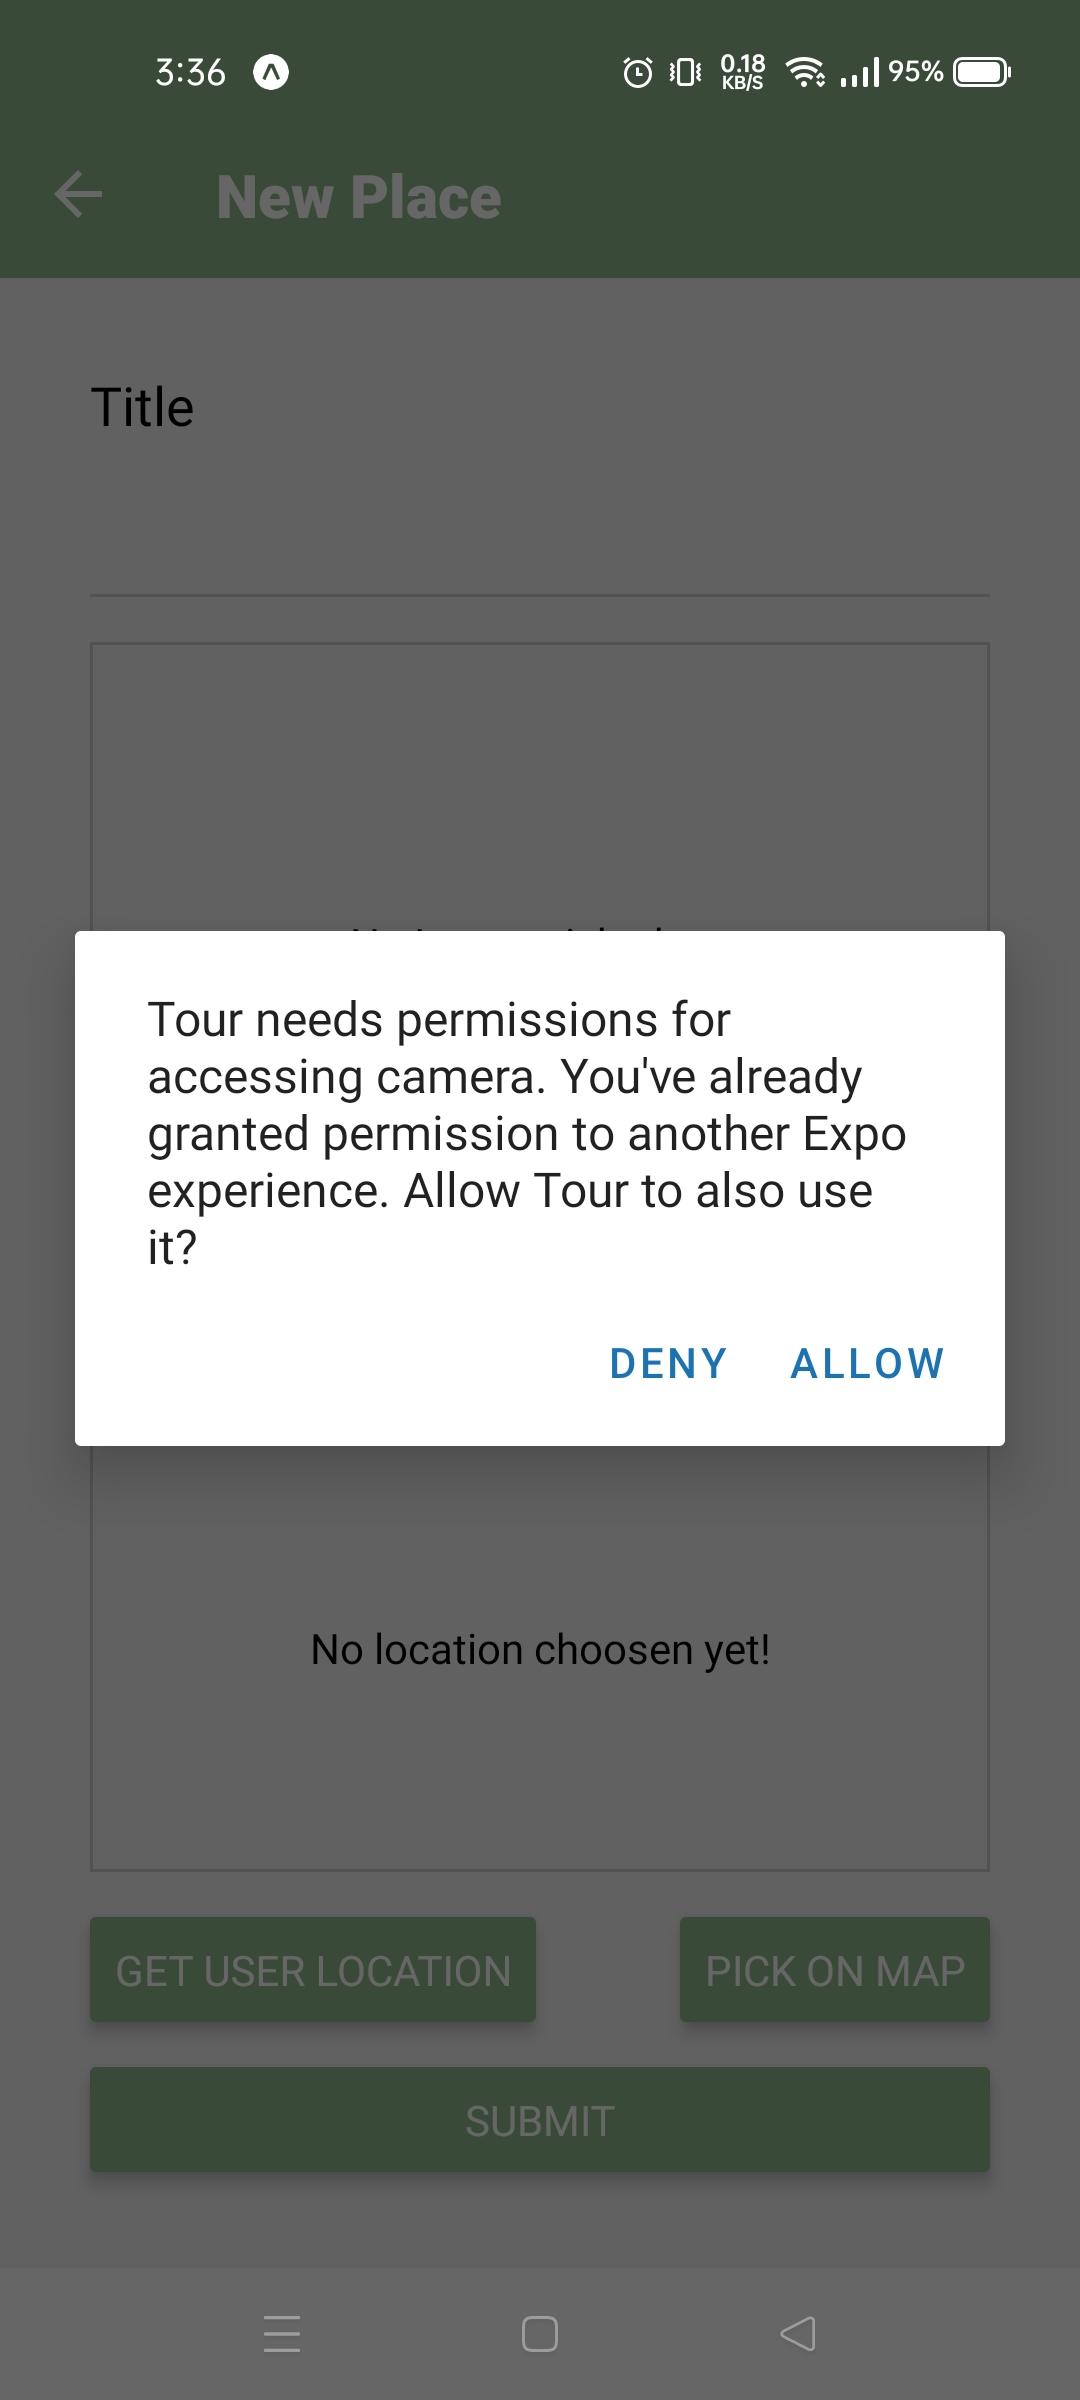 3:36 0.18 KB/S 95%
New Place
Title
Tour needs permissions for
accessing camera. You've already
granted permission to another Expo
experience. Allow Tour to also use
it?
DENY ALLOW
No location choosen yet!
GET USER LOCATION PICK ON MAP
SUBMIT